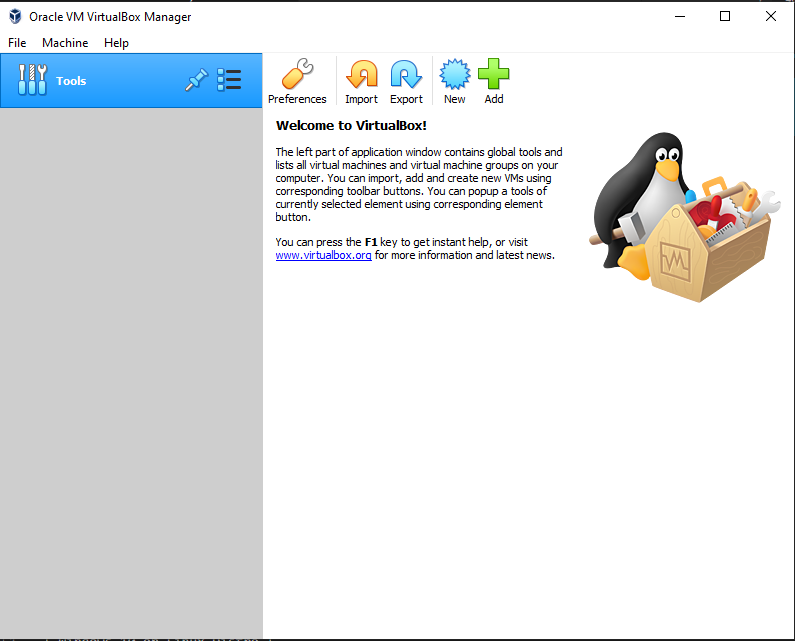 Oracle VM VirtualBox Manager
File Machine Help
Tools
Preferences Import Export New Add
Welcome to VirtualBox!
The left part of application window contains global tools and
lists all virtual machines and virtual machine groups on your
computer. You can import, add and create new VMs using
corresponding toolbar buttons. You can popup a tools of
currently selected element using corresponding element
button.
You can press the F1 key to get instant help, or visit
www.virtualbox.org for more information and latest news.